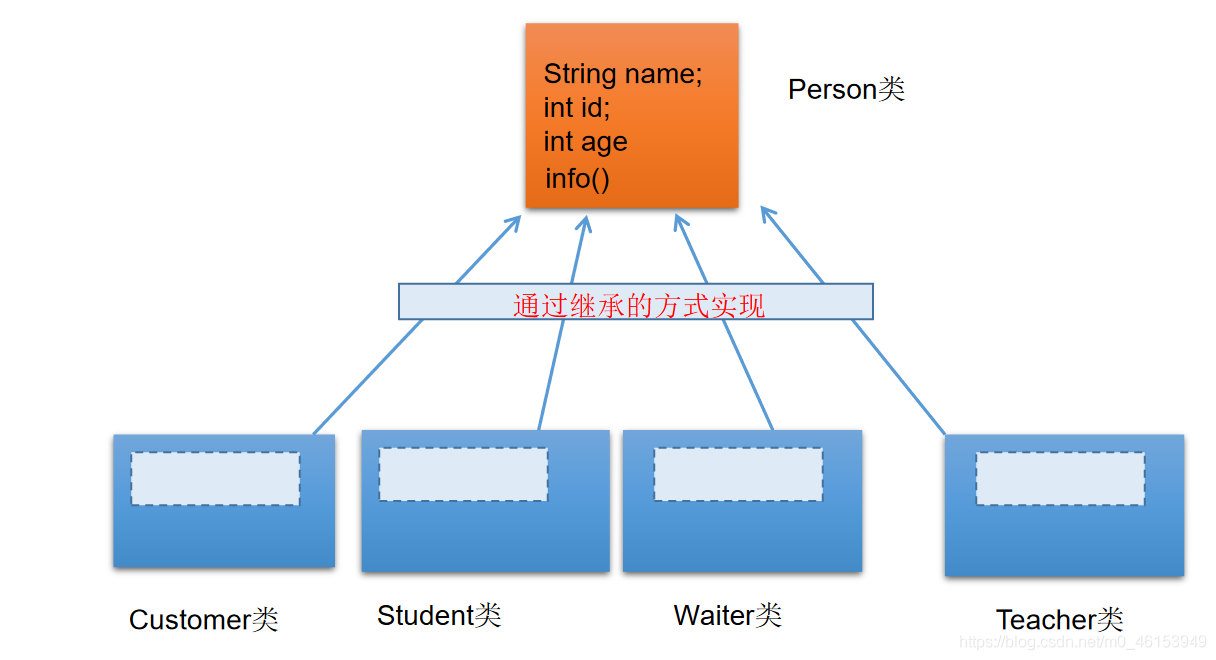 String name;
int id;
int age
info()
Person类
通过继承的方式实现
Customer类
Student类
Waiter类
Teacher类
https://blog.csdn.net/m0_46153949